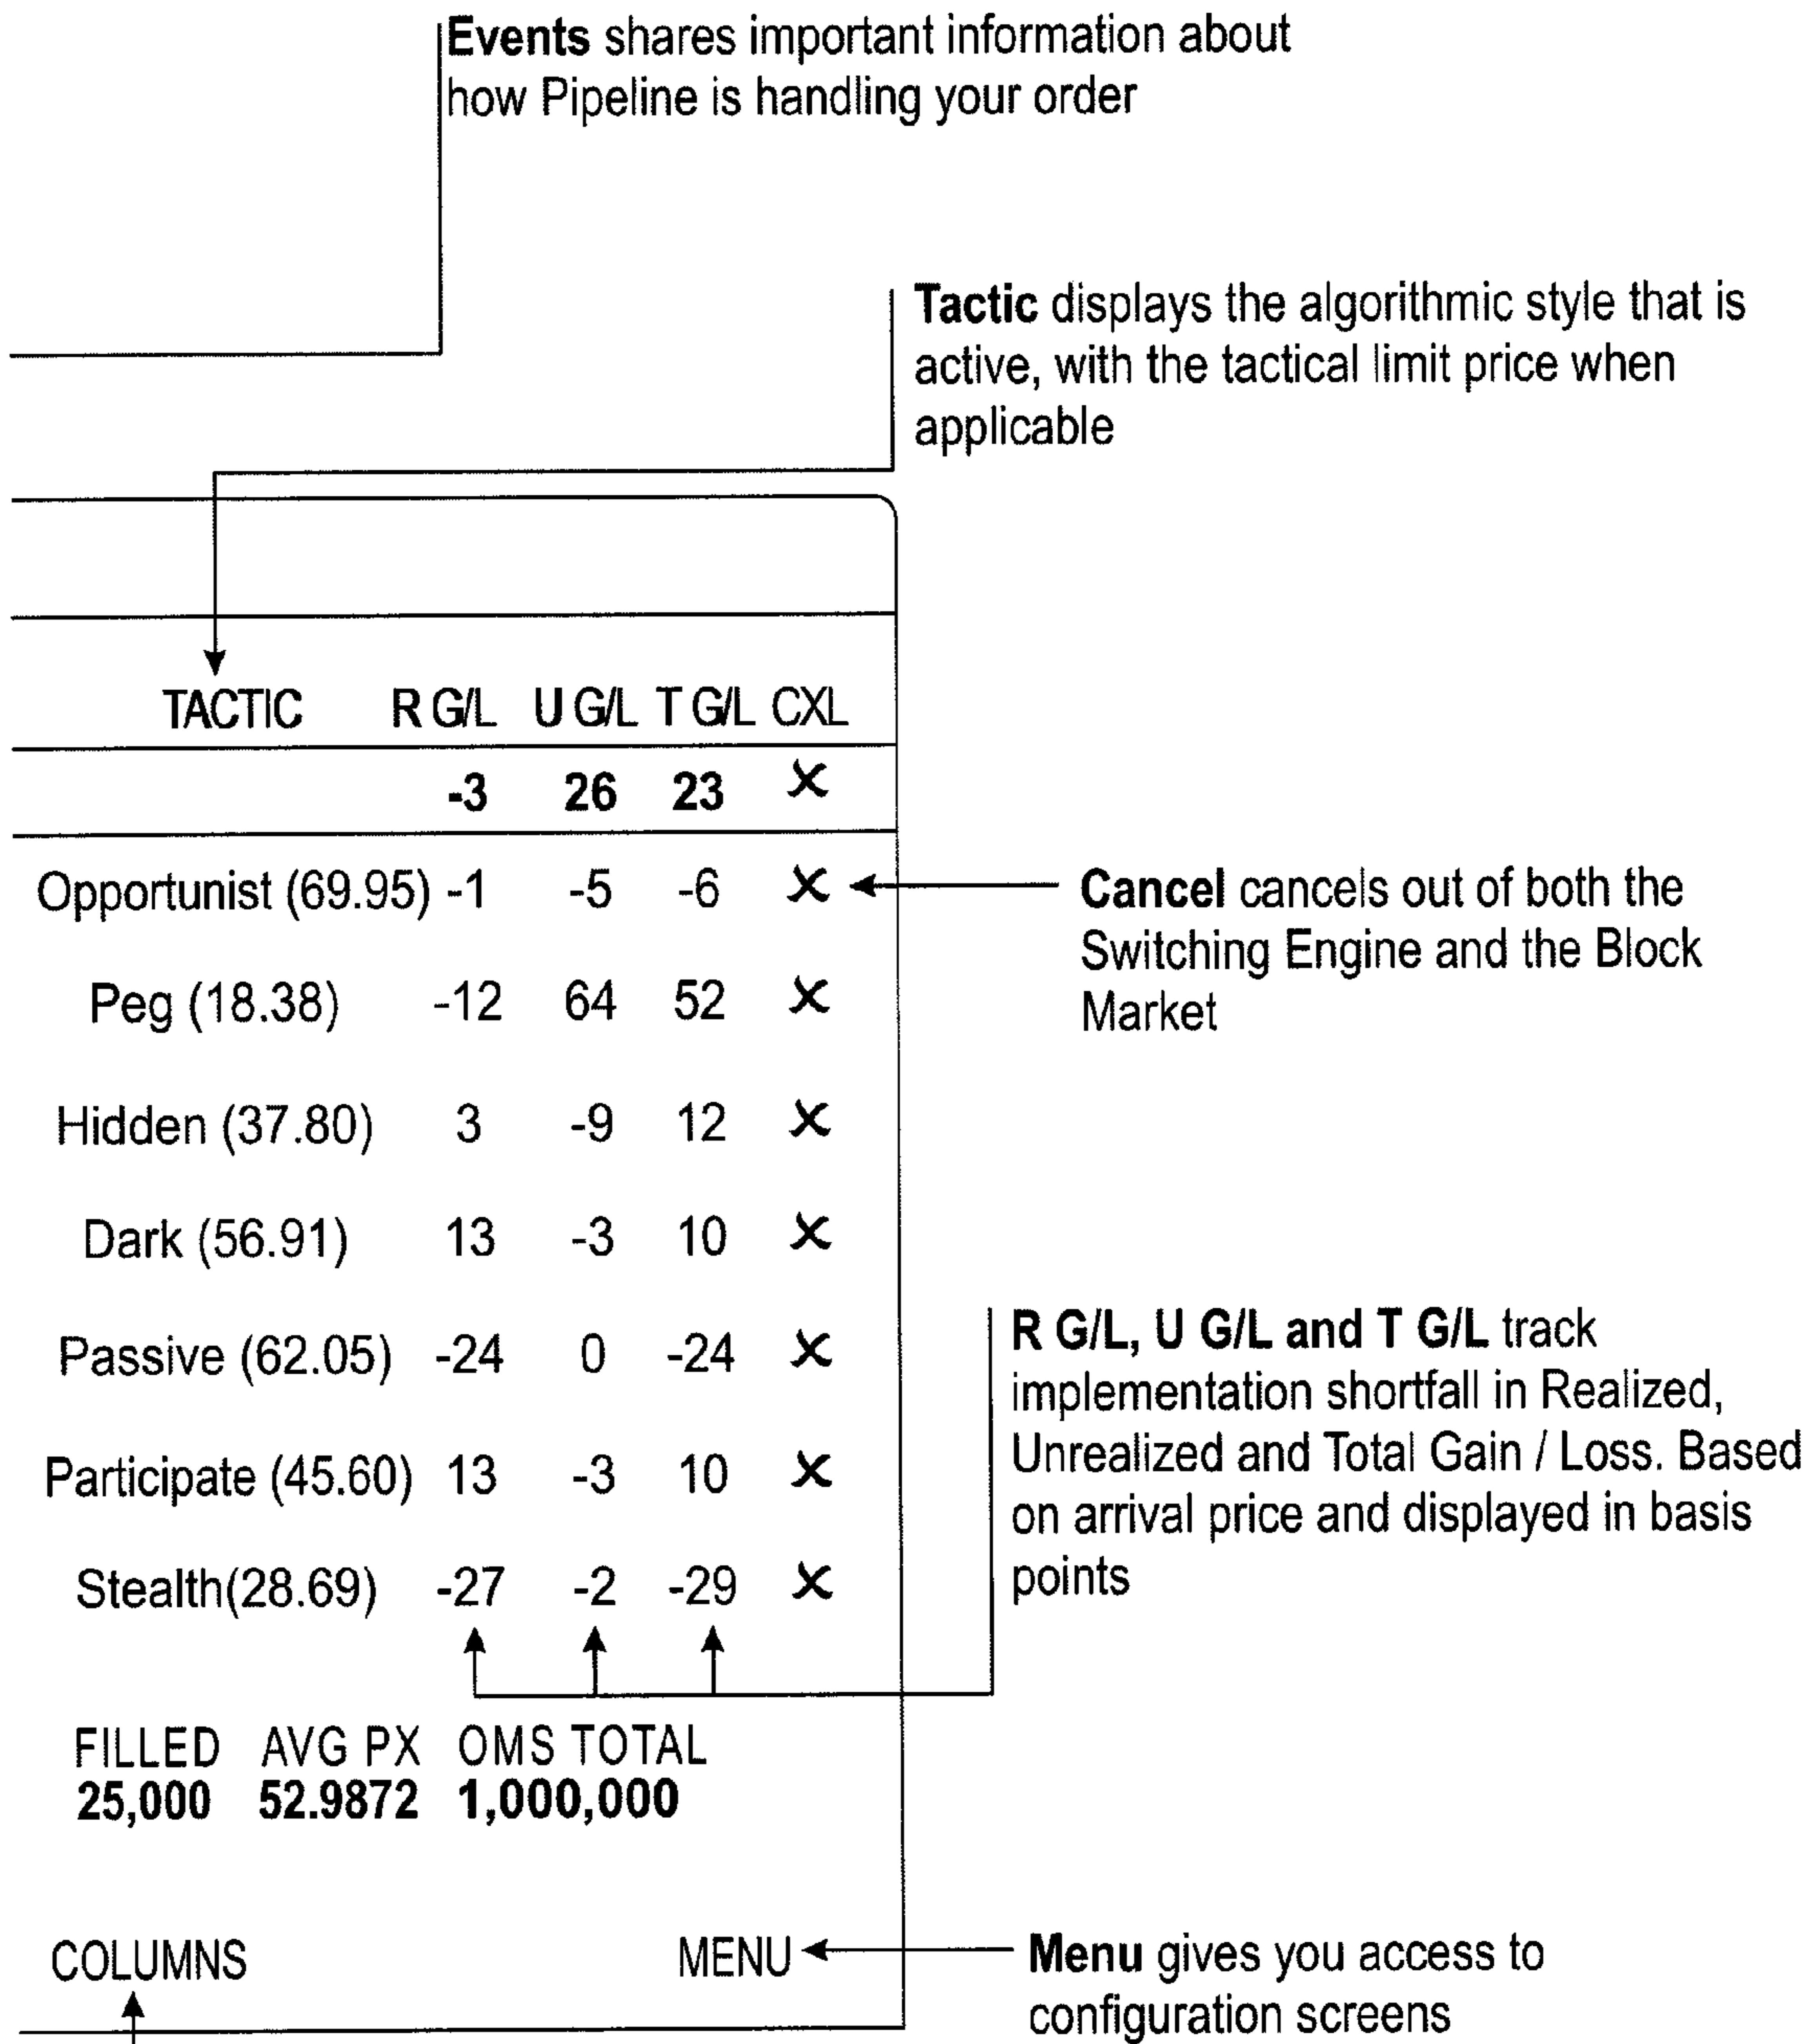 Events shares important information about
how Pipeline is handling your order
Tactic displays the algorithmic style that is
active, with the tactical limit price when
applicable
TACTIC R G/L U G/L T G/L CXL
-3 26 23 X
Opportunist (69.95) -1 -5 -6 X
Cancel cancels out of both the
Switching Engine and the Block
Market
Peg (18.38) -12 64 52 X
Hidden (37.80) 3 -9 12 X
Dark (56.91) 13 -3 10 X
Passive (62.05) -24 0 -24 X
Participate (45.60) 13 -3 10 X
Stealth(28.69) -27 -2 -29 X
R G/L, U G/L and T G/L track
implementation shortfall in Realized,
Unrealized and Total Gain / Loss. Based
on arrival price and displayed in basis
points
FILLED AVG PX OMS TOTAL
25,000 52.9872 1,000,000
COLUMNS MENU
Menu gives you access to
configuration screens